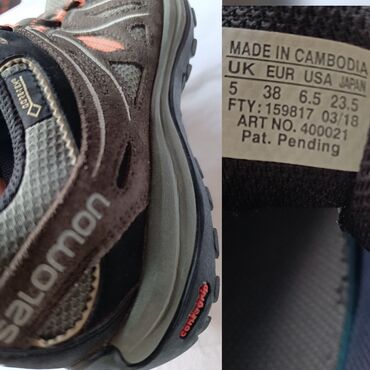 GORE-TEX
salomon
contagrip
MADE IN CAMBODIA
UK EUR USA JAPAN
5 38 6.5 23.5
FTY: 159817 03/18
ART NO. 400021
Pat. Pending